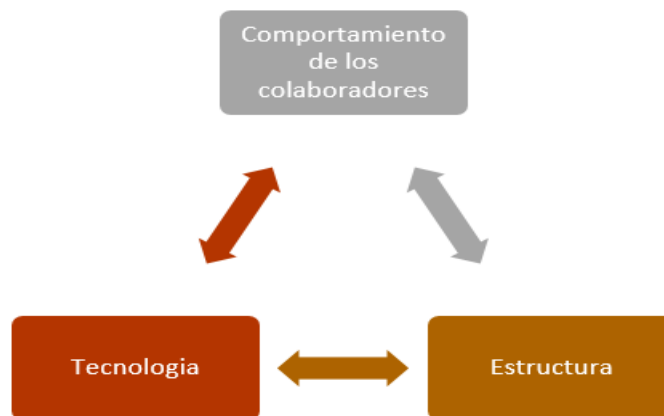 Comportamiento
de los
colaboradores
Tecnologia
Estructura